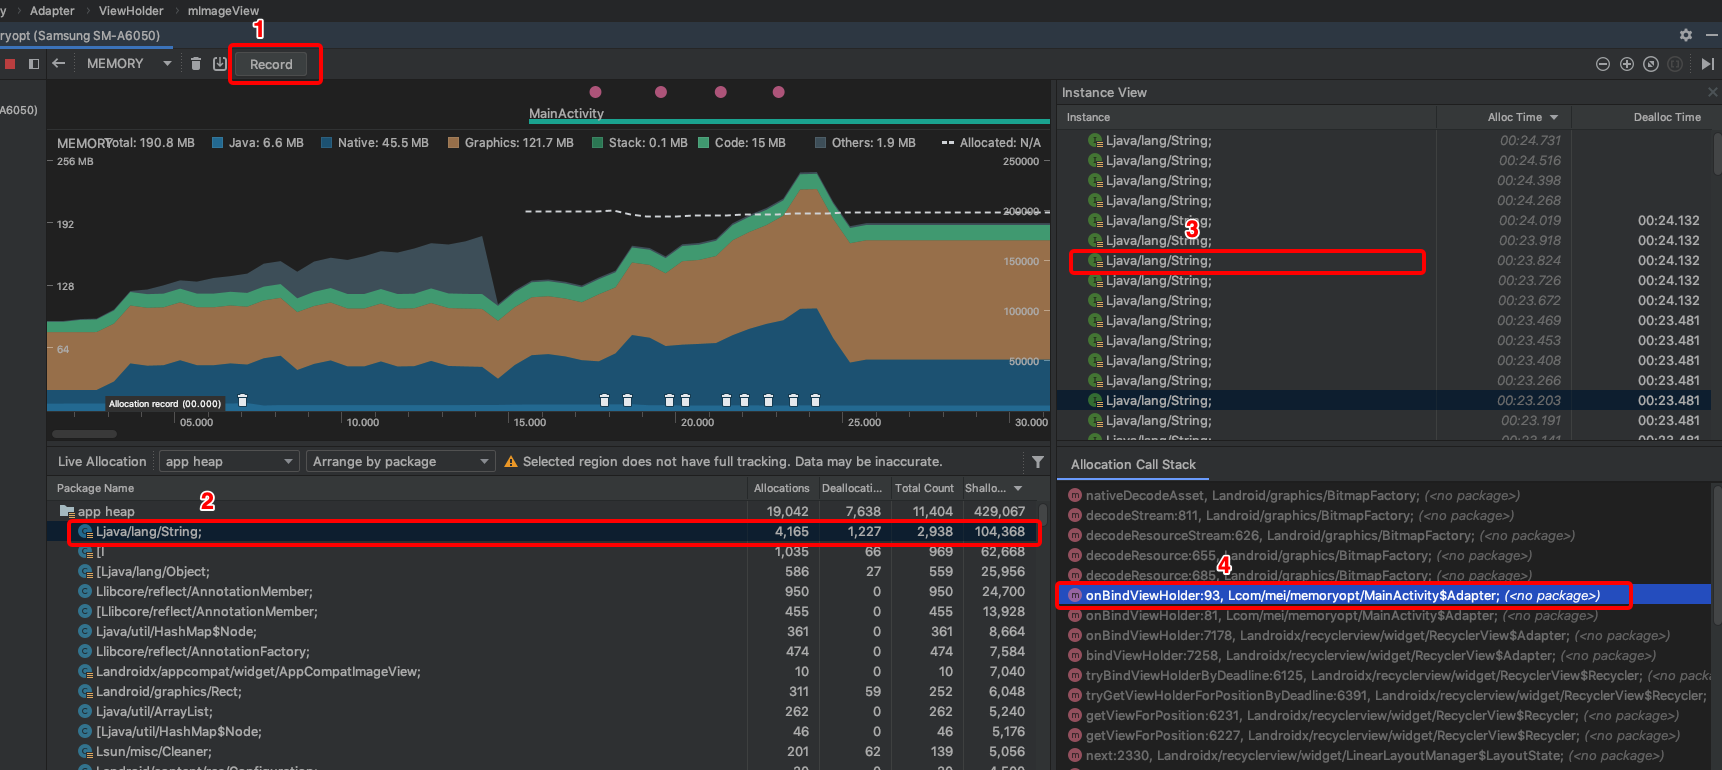 y › Adapter › ViewHolder › mImageView
ryopt (Samsung SM-A6050)
1
MEMORY
Record
A6050)
MainActivity
MEMORY
Total: 190.8 MB
Java: 6.6 MB
Native: 45.5 MB
Graphics: 121.7 MB
Stack: 0.1 MB
Code: 15 MB
Others: 1.9 MB
Allocated: N/A
256 MB
250000
192
200000
150000
128
100000
64
50000
Allocation record (00.000)
05.000
10.000
15.000
20.000
25.000
30.000
Live Allocation
app heap
Arrange by package
Selected region does not have full tracking. Data may be inaccurate.
Package Name Allocations Deallocati... Total Count Shallo...
2
app heap 19,042 7,638 11,404 429,067
Ljava/lang/String; 4,165 1,227 2,938 104,368
[I 1,035 66 969 62,668
[Ljava/lang/Object; 586 27 559 25,956
Llibcore/reflect/AnnotationMember; 950 0 950 24,700
[Llibcore/reflect/AnnotationMember; 455 0 455 13,928
Ljava/util/HashMap$Node; 361 0 361 8,664
Llibcore/reflect/AnnotationFactory; 474 0 474 7,584
Landroidx/appcompat/widget/AppCompatImageView; 10 0 10 7,040
Landroid/graphics/Rect; 311 59 252 6,048
Ljava/util/ArrayList; 262 0 262 5,240
[Ljava/util/HashMap$Node; 46 0 46 5,176
Lsun/misc/Cleaner; 201 62 139 5,056
Instance View
Instance Alloc Time Dealloc Time
Ljava/lang/String; 00:24.731
Ljava/lang/String; 00:24.516
Ljava/lang/String; 00:24.398
Ljava/lang/String; 00:24.268
Ljava/lang/String; 00:24.019 00:24.132
3
Ljava/lang/String; 00:23.918 00:24.132
Ljava/lang/String; 00:23.824 00:24.132
Ljava/lang/String; 00:23.726 00:24.132
Ljava/lang/String; 00:23.672 00:24.132
Ljava/lang/String; 00:23.469 00:23.481
Ljava/lang/String; 00:23.453 00:23.481
Ljava/lang/String; 00:23.408 00:23.481
Ljava/lang/String; 00:23.266 00:23.481
Ljava/lang/String; 00:23.203 00:23.481
Ljava/lang/String; 00:23.191 00:23.481
Allocation Call Stack
nativeDecodeAsset, Landroid/graphics/BitmapFactory; (<no package>)
decodeStream:811, Landroid/graphics/BitmapFactory; (<no package>)
decodeResourceStream:626, Landroid/graphics/BitmapFactory; (<no package>)
decodeResource:655, Landroid/graphics/BitmapFactory; (<no package>)
4
decodeResource:685, Landroid/graphics/BitmapFactory; (<no package>)
onBindViewHolder:93, Lcom/mei/memoryopt/MainActivity$Adapter; (<no package>)
onBindViewHolder:81, Lcom/mei/memoryopt/MainActivity$Adapter; (<no package>)
onBindViewHolder:7178, Landroidx/recyclerview/widget/RecyclerView$Adapter; (<no package>)
bindViewHolder:7258, Landroidx/recyclerview/widget/RecyclerView$Adapter; (<no package>)
tryBindViewHolderByDeadline:6125, Landroidx/recyclerview/widget/RecyclerView$Recycler; (<no pack
tryGetViewHolderForPositionByDeadline:6391, Landroidx/recyclerview/widget/RecyclerView$Recycler;
getViewForPosition:6231, Landroidx/recyclerview/widget/RecyclerView$Recycler; (<no package>)
getViewForPosition:6227, Landroidx/recyclerview/widget/RecyclerView$Recycler; (<no package>)
next:2330, Landroidx/recyclerview/widget/LinearLayoutManager$LayoutState; (<no package>)